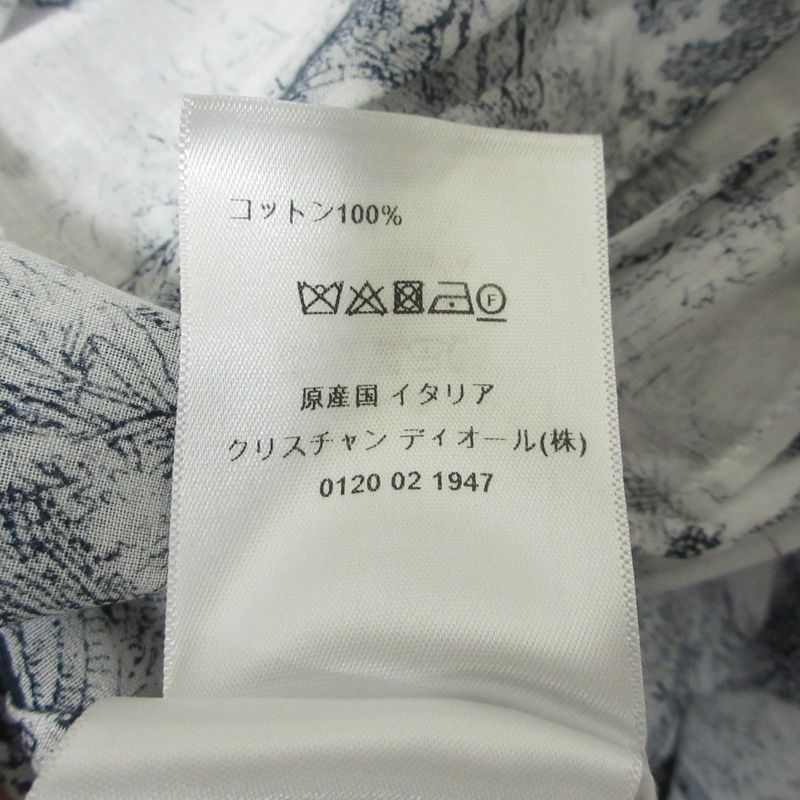 コットン100%
F
原産国 イタリア
クリスチャン ディオール(株)
0120 02 1947